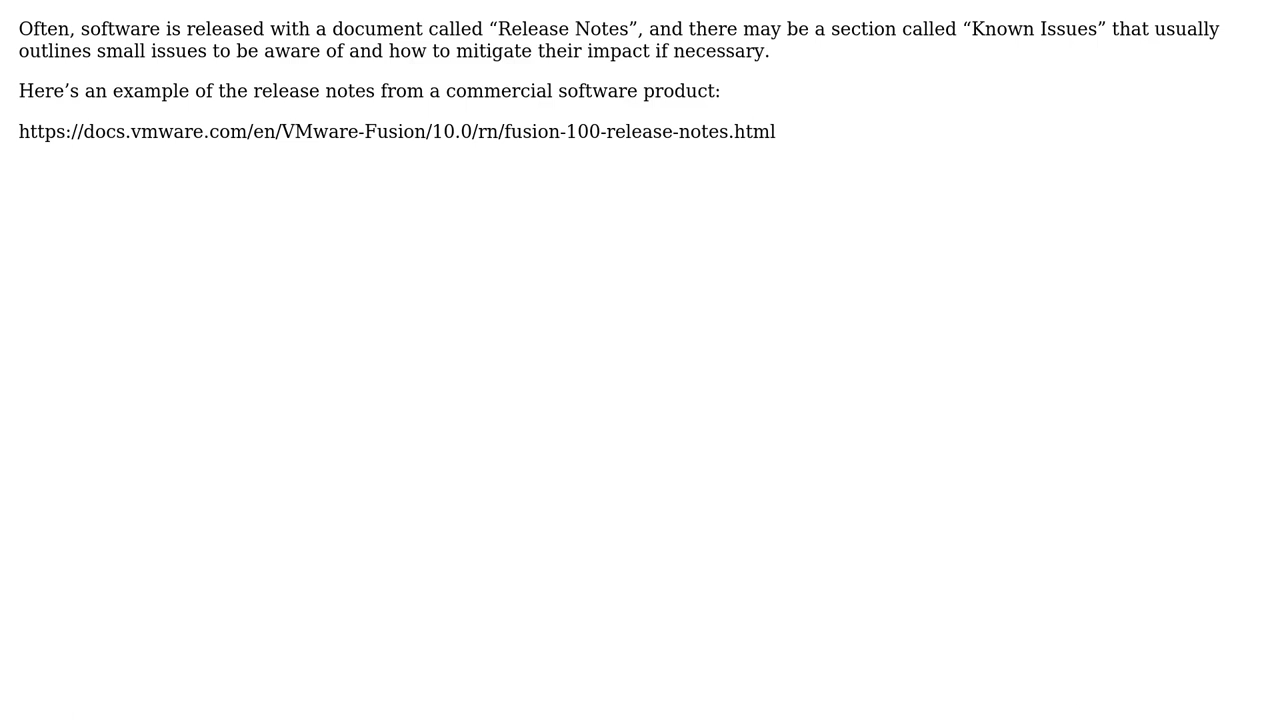 Often, software is released with a document called “Release Notes”, and there may be a section called “Known Issues” that usually
outlines small issues to be aware of and how to mitigate their impact if necessary.
Here’s an example of the release notes from a commercial software product:
https://docs.vmware.com/en/VMware-Fusion/10.0/rn/fusion-100-release-notes.html